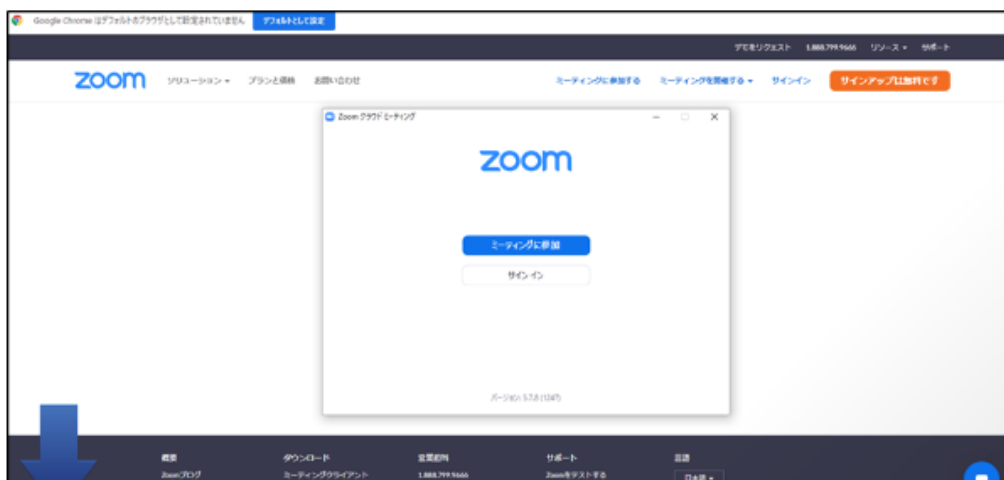 Google Chrome はデフォルトのブラウザとして設定されていません デフォルトとして設定
デモをリクエスト 1.888.799.9666 リソース サポート
zoom ソリューション プランと価格 お問い合わせ ミーティングに参加する ミーティングを開催する サインイン サインアップは無料です
Zoom クラウド ミーティング
zoom
ミーティングに参加
サイン イン
バージョン: 5.7.8 (1247)
概要 ダウンロード 営業担当 サポート 言語
Zoomブログ ミーティングクライアント 1.888.799.9666 Zoomをテストする 日本語